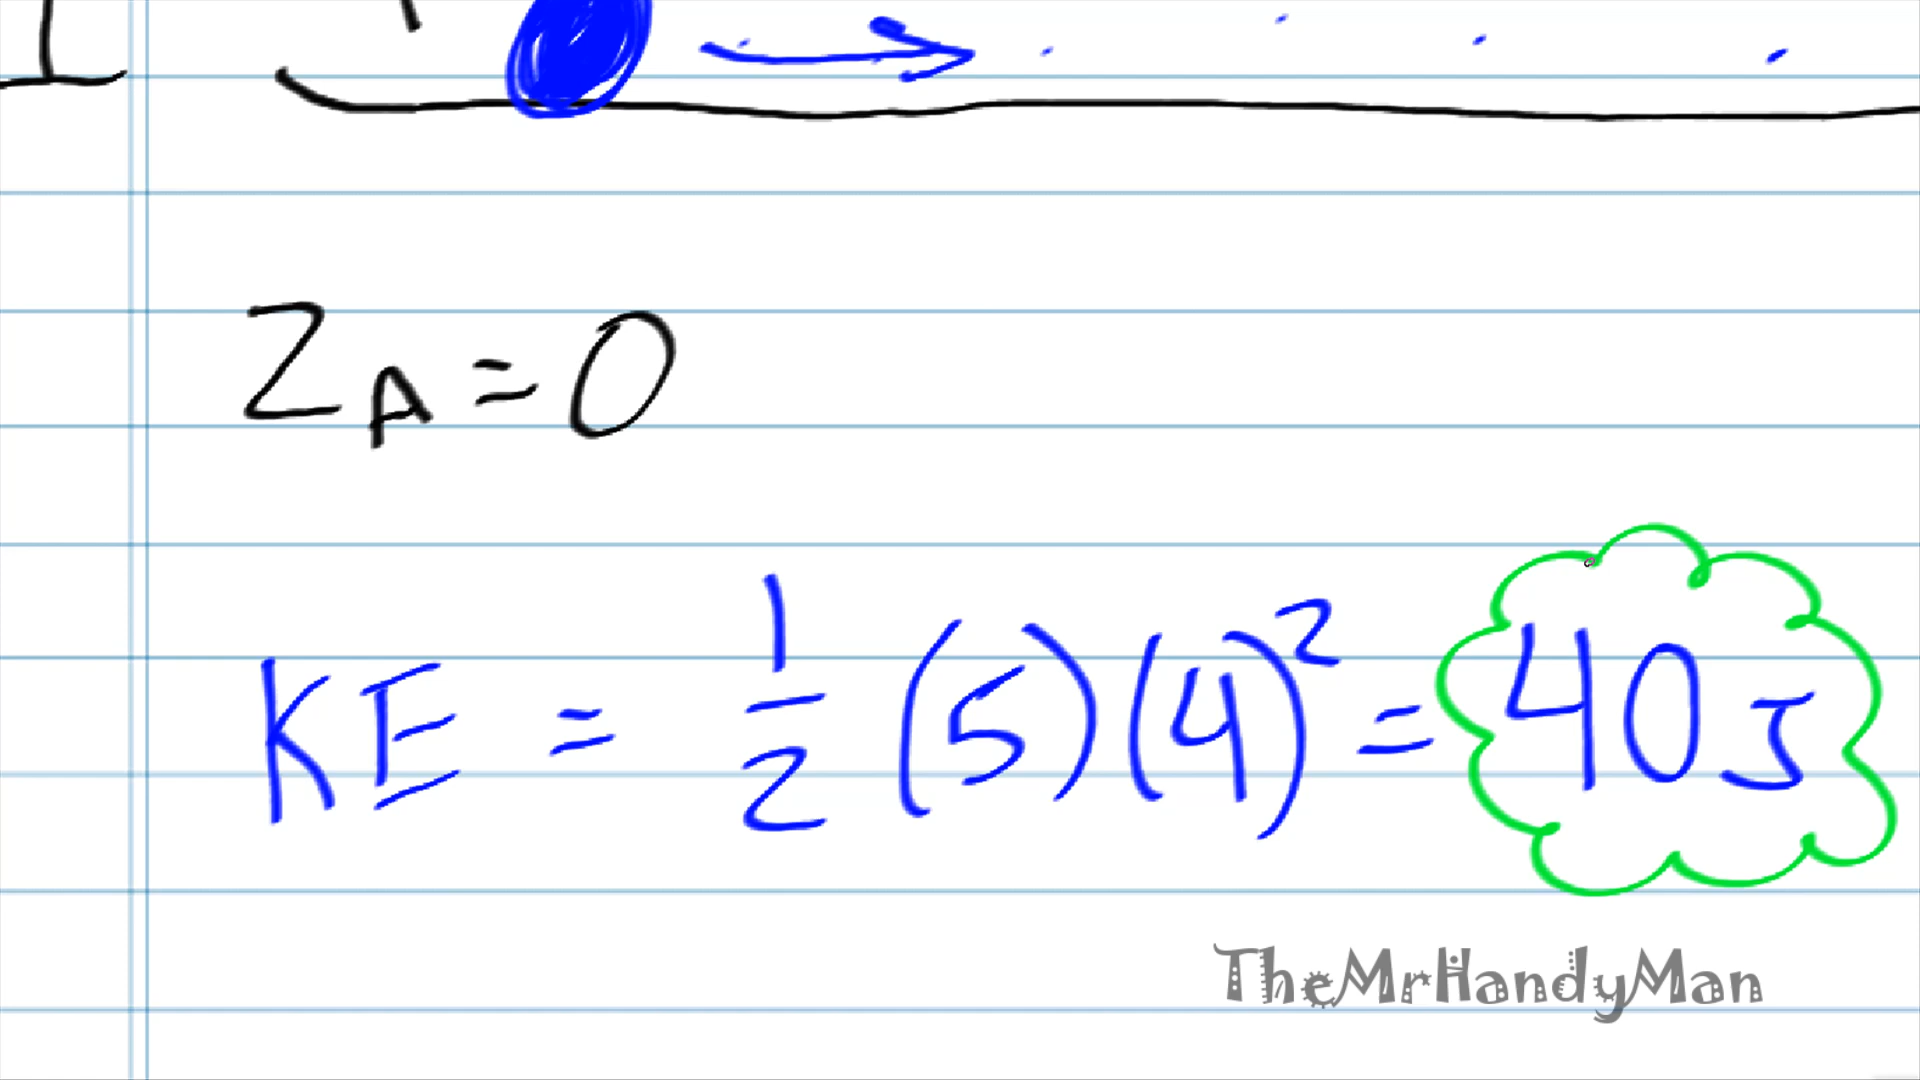 Z_A = 0
KE = 1/2 (5)(4)² = 40 J
TheMrHandyMan